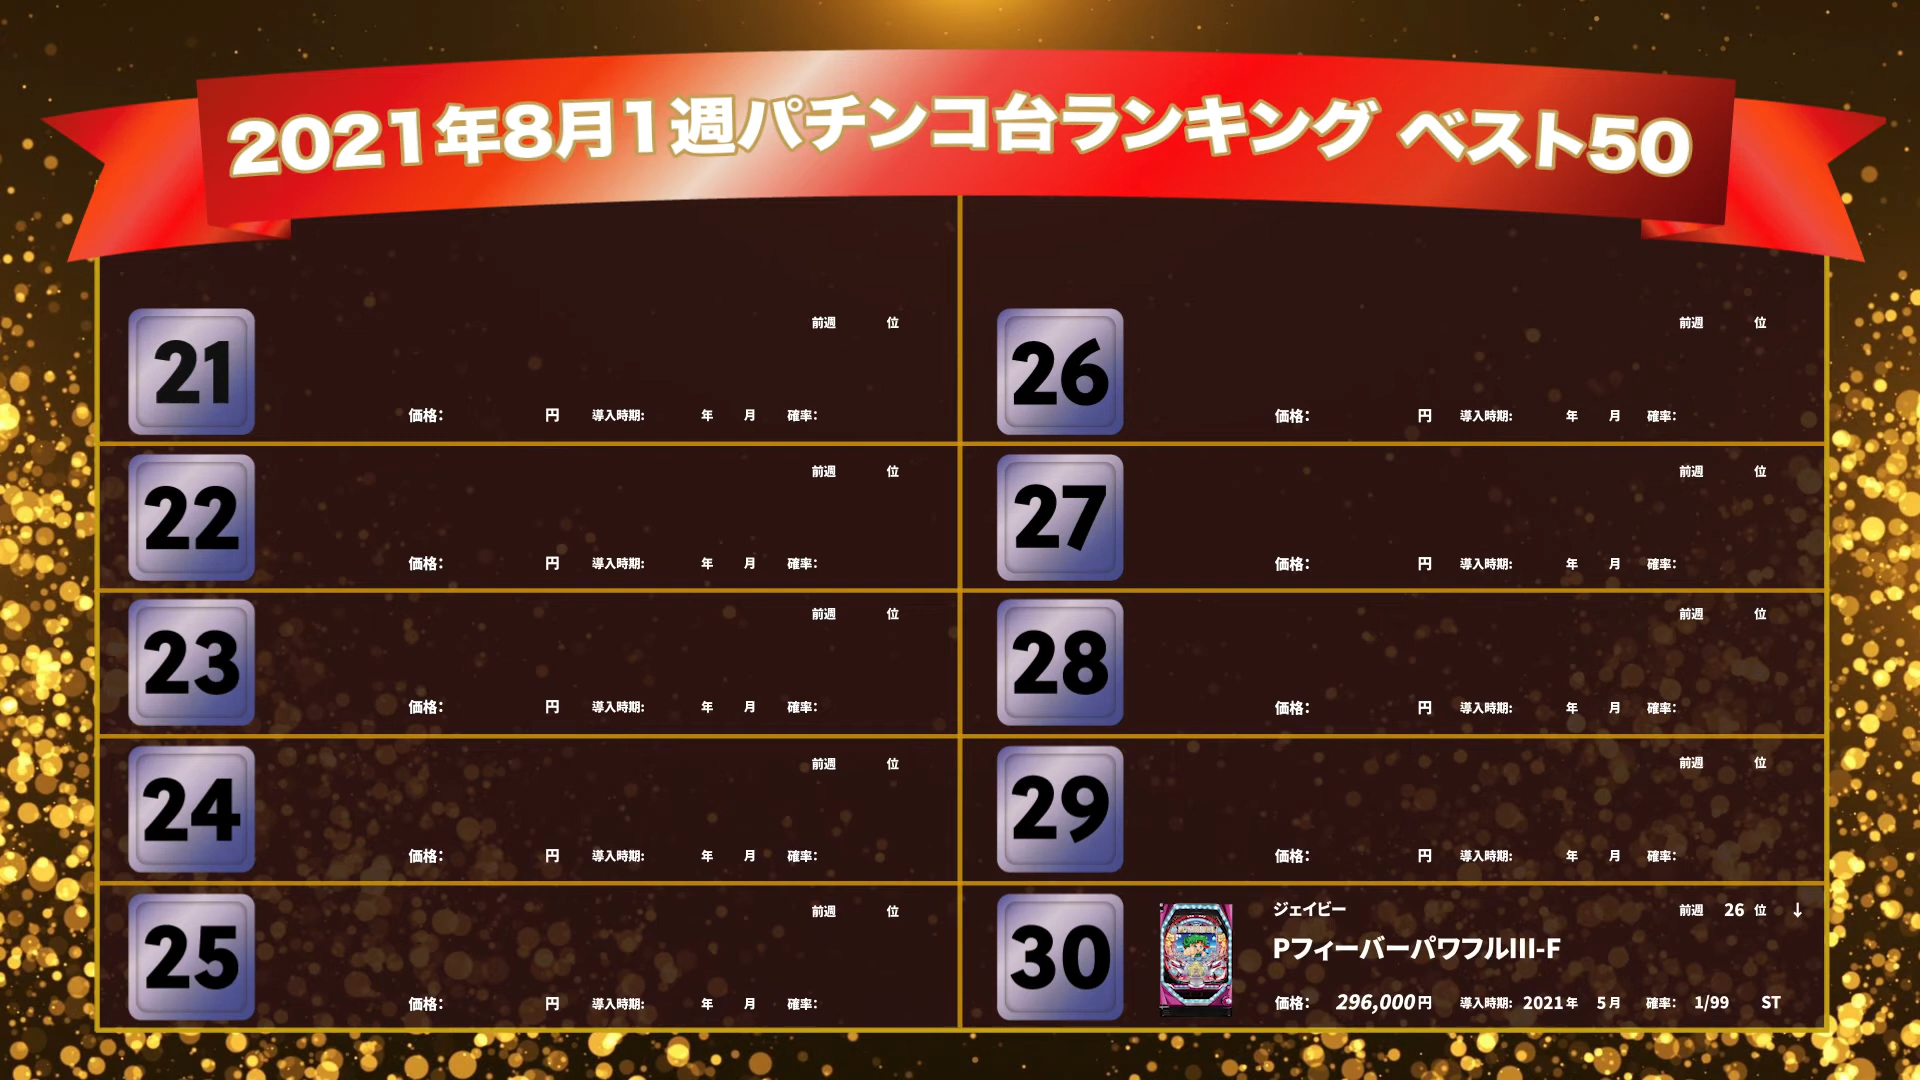 2021年8月1週パチンコ台ランキング ベスト50
21
前週 位
価格: 円 導入時期: 年 月 確率:
22
前週 位
価格: 円 導入時期: 年 月 確率:
23
前週 位
価格: 円 導入時期: 年 月 確率:
24
前週 位
価格: 円 導入時期: 年 月 確率:
25
前週 位
価格: 円 導入時期: 年 月 確率:
26
前週 位
価格: 円 導入時期: 年 月 確率:
27
前週 位
価格: 円 導入時期: 年 月 確率:
28
前週 位
価格: 円 導入時期: 年 月 確率:
29
前週 位
価格: 円 導入時期: 年 月 確率:
30
ジェイビー 前週 26 位 ↓
PフィーバーパワフルIII-F
価格: 296,000円 導入時期: 2021年 5月 確率: 1/99 ST